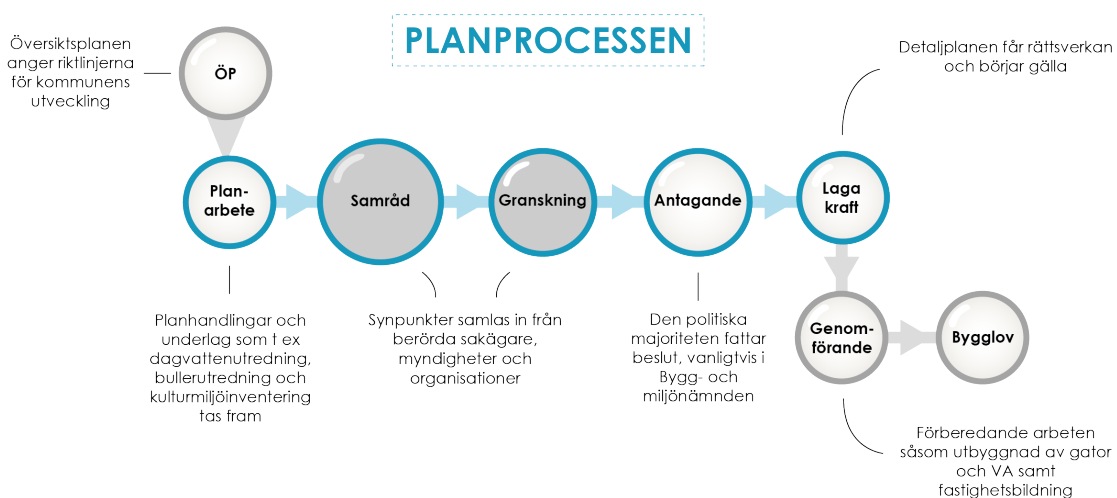 PLANPROCESSEN
Översiktsplanen
anger riktlinjerna
för kommunens
utveckling
ÖP
Detaljplanen får rättsverkan
och börjar gälla
Plan-
arbete
Samråd
Granskning
Antagande
Laga
kraft
Planhandlingar och
underlag som t ex
dagvattenutredning,
bullerutredning och
kulturmiljöinventering
tas fram
Synpunkter samlas in från
berörda sakägare,
myndigheter och
organisationer
Den politiska
majoriteten fattar
beslut, vanligtvis i
Bygg- och
miljönämnden
Genom-
förande
Bygglov
Förberedande arbeten
såsom utbyggnad av gator
och VA samt
fastighetsbildning